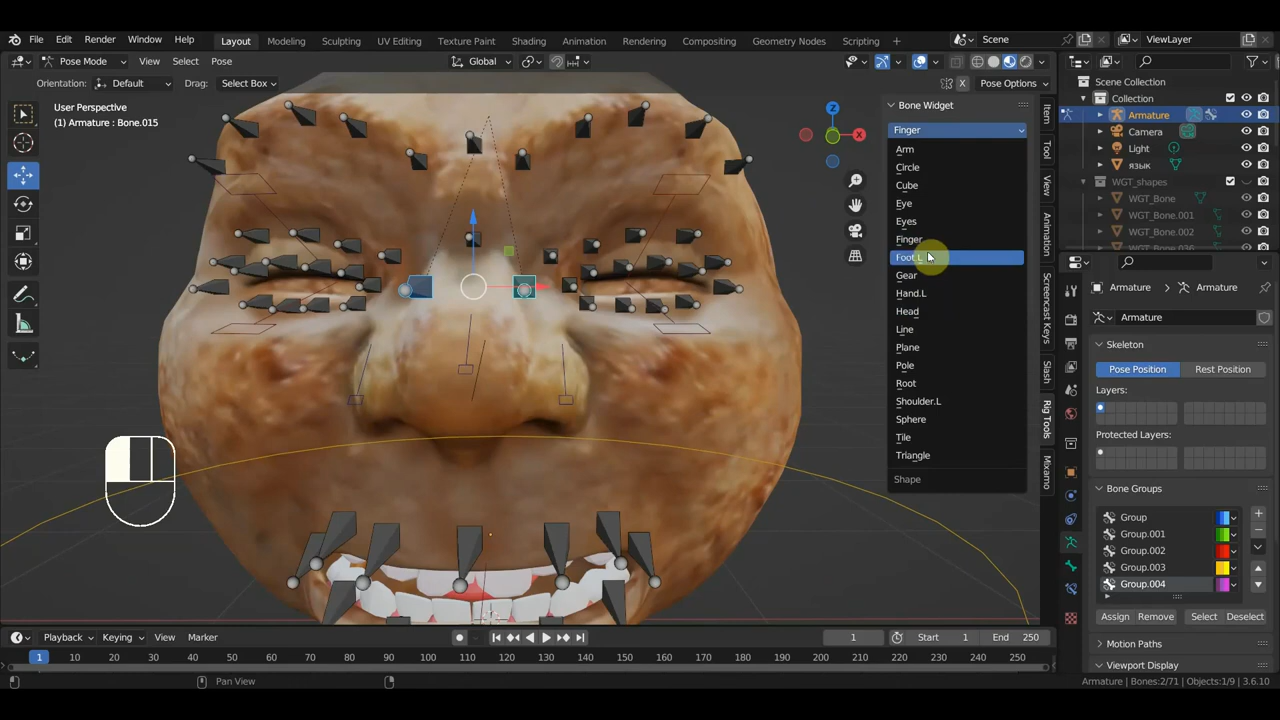 File Edit Render Window Help Layout Modeling Sculpting UV Editing Texture Paint Shading Animation Rendering Compositing Geometry Nodes Scripting + Scene ViewLayer
Pose Mode View Select Pose Global
Orientation: Default Drag: Select Box X Pose Options
User Perspective
(1) Armature : Bone.015
Z
X
Bone Widget
Finger
Arm
Circle
Cube
Eye
Eyes
Finger
Foot.L
Gear
Hand.L
Head
Line
Plane
Pole
Root
Shoulder.L
Sphere
Tile
Triangle
Shape
Item
Tool
View
Animation
Screencast Keys
Slash
Rig Tools
Mixamo
Scene Collection
Collection
Armature
Camera
Light
язык
WGT_shapes
WGT_Bone
WGT_Bone.001
WGT_Bone.002
WGT_Bone.036
Armature Armature
Armature
Skeleton
Pose Position Rest Position
Layers:
Protected Layers:
Bone Groups
Group
Group.001
Group.002
Group.003
Group.004
Assign Remove Select Deselect
Motion Paths
Viewport Display
Playback Keying View Marker 1 Start 1 End 250
1 10 20 30 40 50 60 70 80 90 100 110 120 130 140 150 160 170 180 190 200 210 220 230 240 250
Pan View Armature | Bones:2/71 | Objects:1/9 | 3.6.10